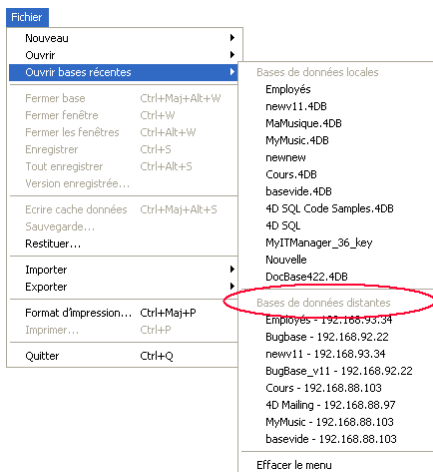 Fichier
Nouveau
Ouvrir
Ouvrir bases récentes
Fermer base Ctrl+Maj+Alt+W
Fermer fenêtre Ctrl+W
Fermer les fenêtres Ctrl+Alt+W
Enregistrer Ctrl+S
Tout enregistrer Ctrl+Alt+S
Version enregistrée...
Ecrire cache données Ctrl+Maj+Alt+S
Sauvegarde...
Restituer...
Importer
Exporter
Format d'impression... Ctrl+Maj+P
Imprimer... Ctrl+P
Quitter Ctrl+Q
Bases de données locales
Employés
newv11.4DB
MaMusique.4DB
MyMusic.4DB
newnew
Cours.4DB
basevide.4DB
4D SQL Code Samples.4DB
4D SQL
MyITManager_36_key
Nouvelle
DocBase422.4DB
Bases de données distantes
Employés - 192.168.93.34
Bugbase - 192.168.92.22
newv11 - 192.168.93.34
BugBase_v11 - 192.168.92.22
Cours - 192.168.88.103
4D Mailing - 192.168.88.97
MyMusic - 192.168.88.103
basevide - 192.168.88.103
Effacer le menu